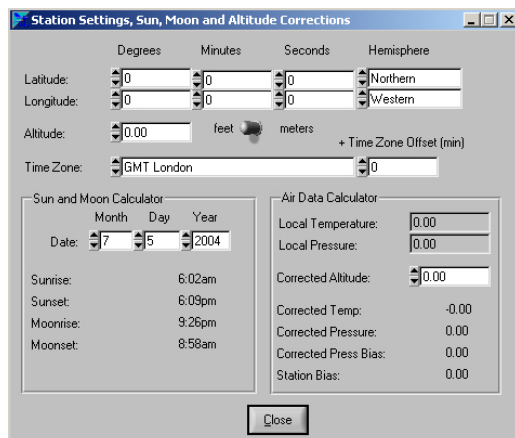 Station Settings, Sun, Moon and Altitude Corrections
Degrees Minutes Seconds Hemisphere
Latitude: 0 0 0 Northern
Longitude: 0 0 0 Western
Altitude: 0.00 feet meters
+ Time Zone Offset (min)
Time Zone: GMT London 0
Sun and Moon Calculator
Month Day Year
Date: 7 5 2004
Sunrise: 6:02am
Sunset: 6:09pm
Moonrise: 9:26pm
Moonset: 8:58am
Air Data Calculator
Local Temperature: 0.00
Local Pressure: 0.00
Corrected Altitude: 0.00
Corrected Temp: -0.00
Corrected Pressure: 0.00
Corrected Press Bias: 0.00
Station Bias: 0.00
Close